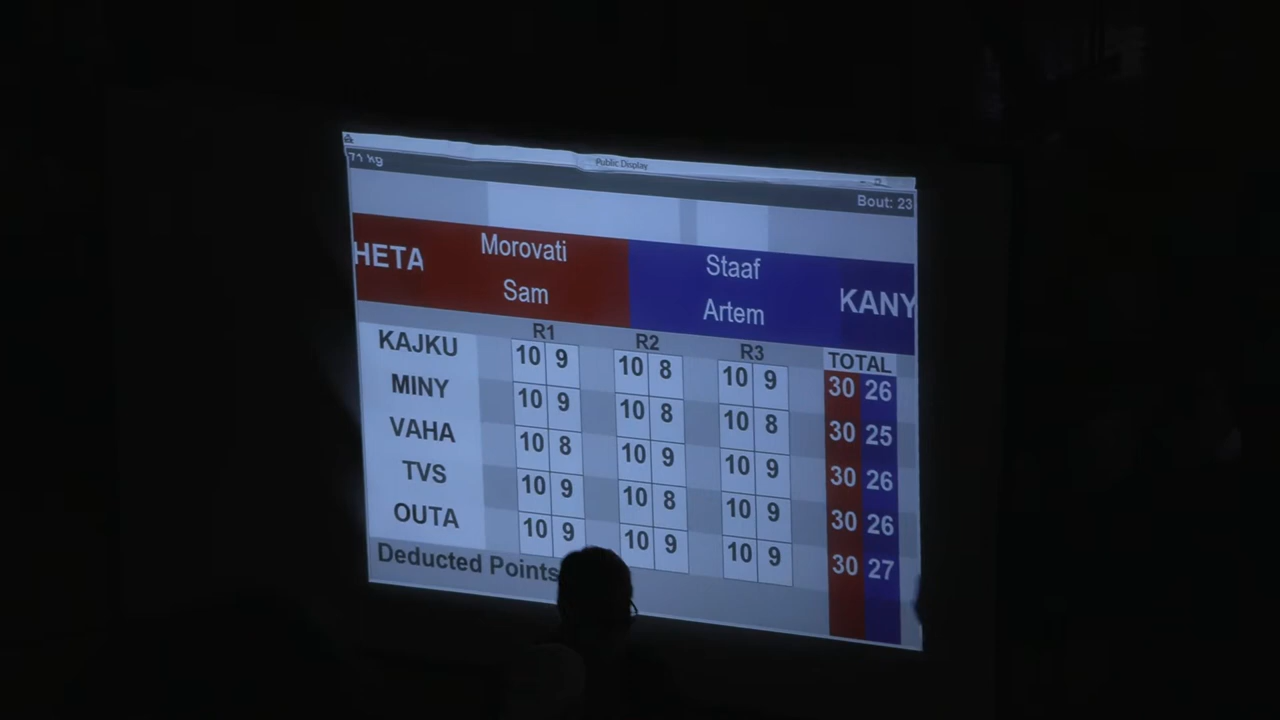 Public Display
71 kg
Bout: 23
HETA Morovati Sam Staaf Artem KANY
R1 R2 R3 TOTAL
KAJKU 10 9 10 8 10 9 30 26
MINY 10 9 10 8 10 8 30 25
VAHA 10 8 10 9 10 9 30 26
TVS 10 9 10 8 10 9 30 26
OUTA 10 9 10 9 10 9 30 27
Deducted Points